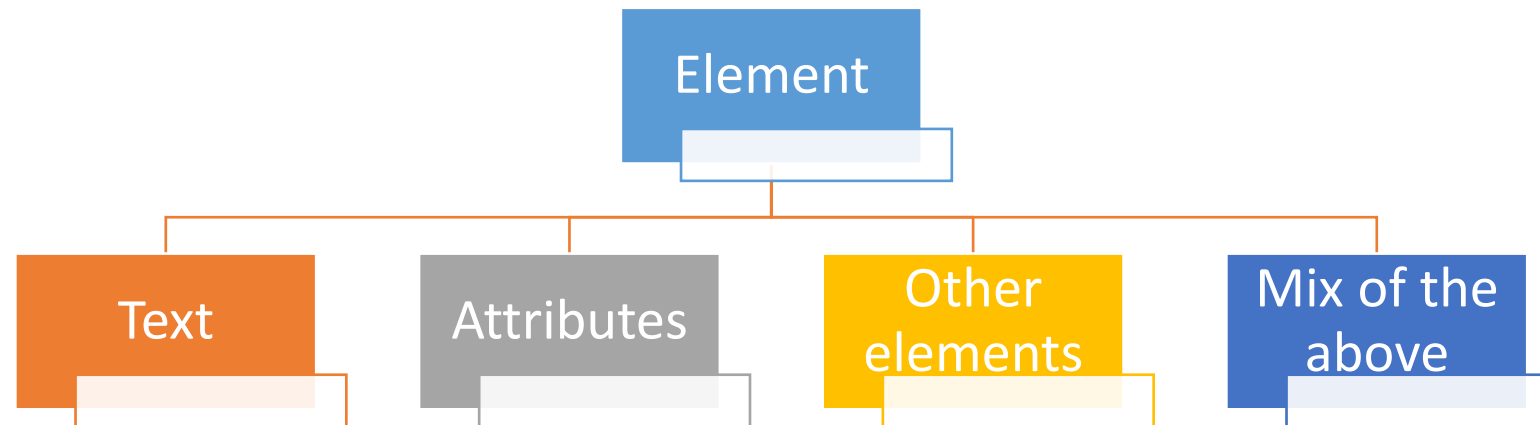 Element
Text
Attributes
Other
elements
Mix of the
above